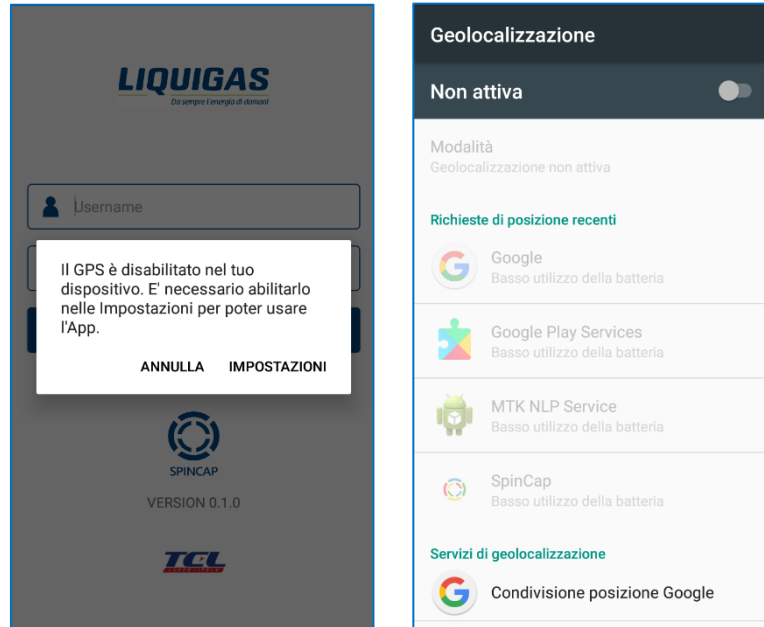 LIQUIGAS
Da sempre l'energia di domani
Username
Il GPS è disabilitato nel tuo
dispositivo. E' necessario abilitarlo
nelle Impostazioni per poter usare
l'App.
ANNULLA IMPOSTAZIONI
SPINCAP
VERSION 0.1.0
TCL
Geolocalizzazione
Non attiva
Modalità
Geolocalizzazione non attiva
Richieste di posizione recenti
Google
Basso utilizzo della batteria
Google Play Services
Basso utilizzo della batteria
MTK NLP Service
Basso utilizzo della batteria
SpinCap
Basso utilizzo della batteria
Servizi di geolocalizzazione
Condivisione posizione Google